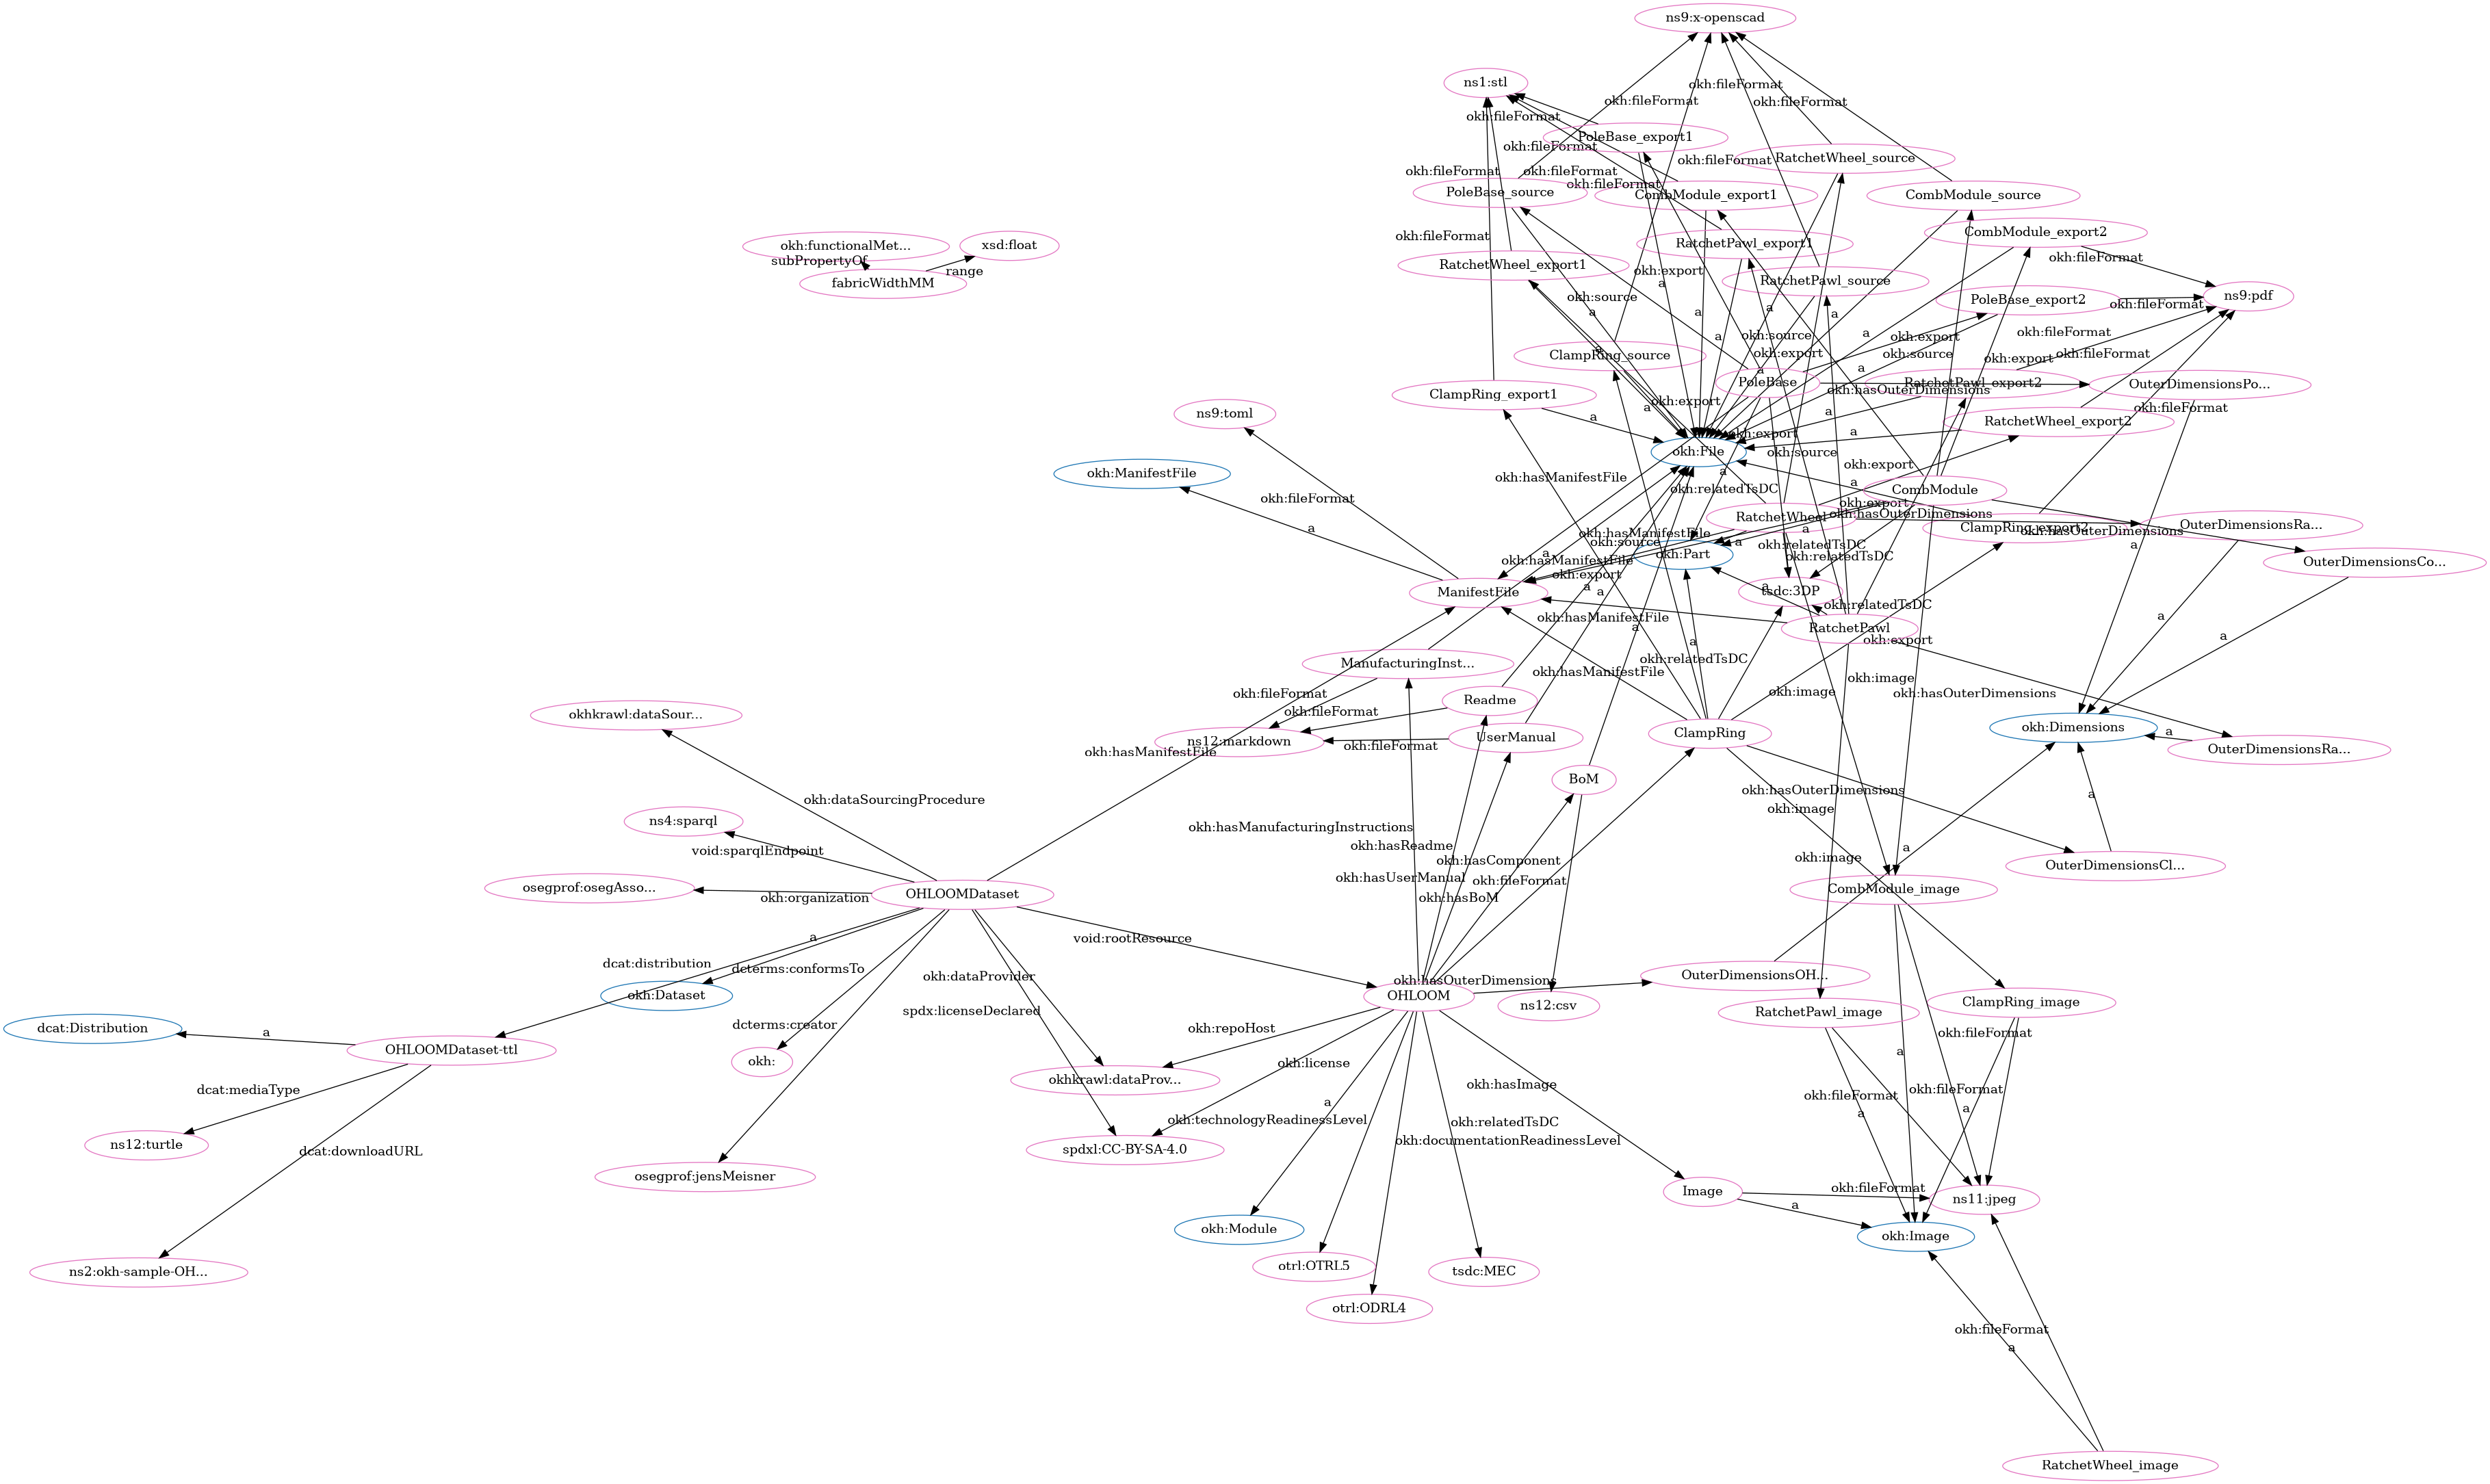 ns9:x-openscad
ns1:stl
okh:fileFormat
okh:fileFormat
okh:fileFormat
okh:fileFormat
PoleBase_export1
okh:fileFormat
okh:fileFormat
RatchetWheel_source
okh:fileFormat
okh:fileFormat
okh:fileFormat
PoleBase_source
CombModule_export1
CombModule_source
CombModule_export2
okh:fileFormat
RatchetPawl_export1
okh:functionalMet...
xsd:float
subPropertyOf
range
fabricWidthMM
okh:fileFormat
RatchetWheel_export1
okh:export
a
RatchetPawl_source
okh:source
a
a
a
a
PoleBase_export2
okh:fileFormat
ns9:pdf
okh:source
a
okh:export
okh:fileFormat
a
a
ClampRing_source
okh:export
okh:source
okh:export
okh:fileFormat
a
a
PoleBase
okh:hasOuterDimensions
RatchetPawl_export2
OuterDimensionsPo...
ClampRing_export1
okh:export
a
okh:fileFormat
ns9:toml
a
a
RatchetWheel_export2
okh:export
a
okh:File
okh:source
okh:export
okh:ManifestFile
okh:hasManifestFile
a
a
okh:fileFormat
okh:relatedTsDC
CombModule
okh:export
okh:hasOuterDimensions
RatchetWheel
ClampRing_export2
OuterDimensionsRa...
a
okh:hasManifestFile
a
okh:hasOuterDimensions
okh:source
a
okh:relatedTsDC
a
okh:Part
okh:relatedTsDC
a
okh:hasManifestFile
OuterDimensionsCo...
okh:export
a
a
a
ManifestFile
tsdc:3DP
okh:relatedTsDC
okh:hasManifestFile
a
a
RatchetPawl
a
a
okh:export
ManufacturingInst...
okh:relatedTsDC
okh:hasManifestFile
okh:image
okh:fileFormat
okh:image
okh:hasOuterDimensions
Readme
okhkrawl:dataSour...
okh:fileFormat
okh:Dimensions
a
ns12:markdown
UserManual
ClampRing
okh:hasManifestFile
okh:fileFormat
OuterDimensionsRa...
BoM
okh:dataSourcingProcedure
okh:hasOuterDimensions
a
okh:image
ns4:sparql
okh:hasManufacturingInstructions
void:sparqlEndpoint
okh:hasReadme
a
okh:image
okh:hasComponent
OuterDimensionsCl...
osegprof:osegAsso...
okh:hasUserManual
okh:fileFormat
CombModule_image
OHLOOMDataset
okh:organization
okh:hasBoM
a
void:rootResource
dcat:distribution
dcterms:conformsTo
okh:dataProvider
okh:hasOuterDimensions
OuterDimensionsOH...
okh:Dataset
OHLOOM
ns12:csv
ClampRing_image
RatchetPawl_image
spdx:licenseDeclared
dcterms:creator
dcat:Distribution
a
okh:repoHost
okh:fileFormat
OHLOOMDataset-ttl
okh:
okh:license
a
okhkrawl:dataProv...
okh:hasImage
okh:fileFormat
dcat:mediaType
okh:fileFormat
a
a
a
okh:technologyReadinessLevel
okh:relatedTsDC
okh:documentationReadinessLevel
ns12:turtle
dcat:downloadURL
spdxl:CC-BY-SA-4.0
osegprof:jensMeisner
Image
okh:fileFormat
a
ns11:jpeg
okh:Module
okh:Image
otrl:OTRL5
tsdc:MEC
ns2:okh-sample-OH...
otrl:ODRL4
okh:fileFormat
a
RatchetWheel_image